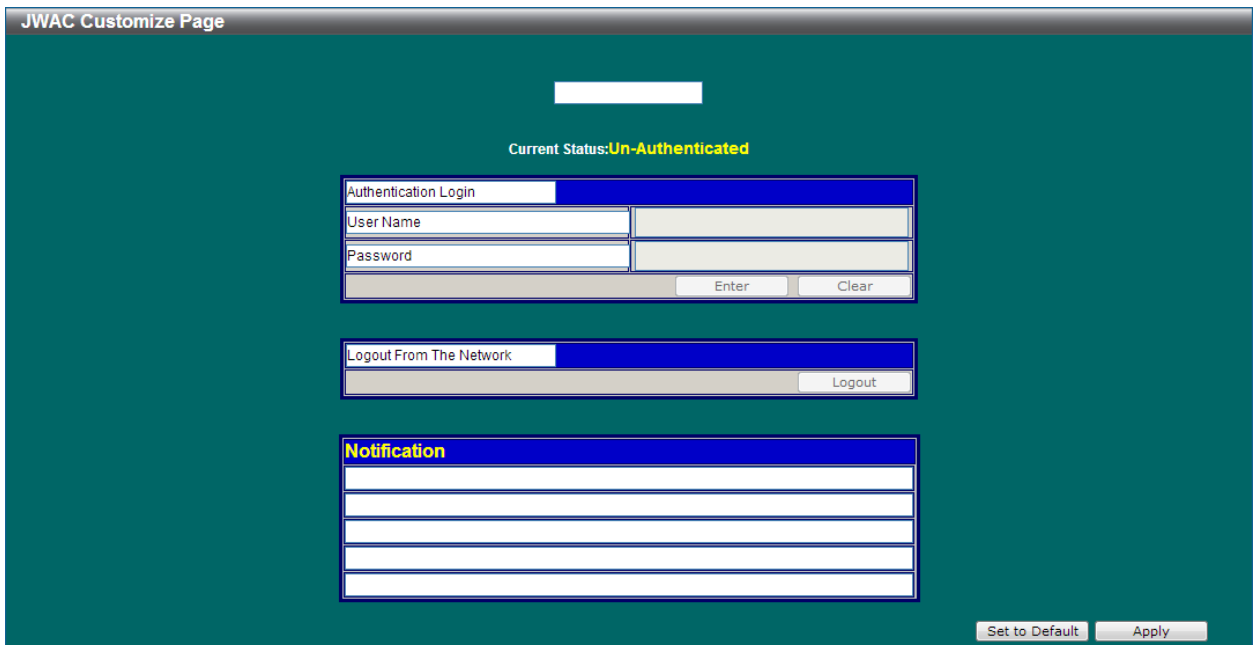 JWAC Customize Page
Current Status:Un-Authenticated
Authentication Login
User Name
Password
Enter Clear
Logout From The Network
Logout
Notification
Set to Default Apply